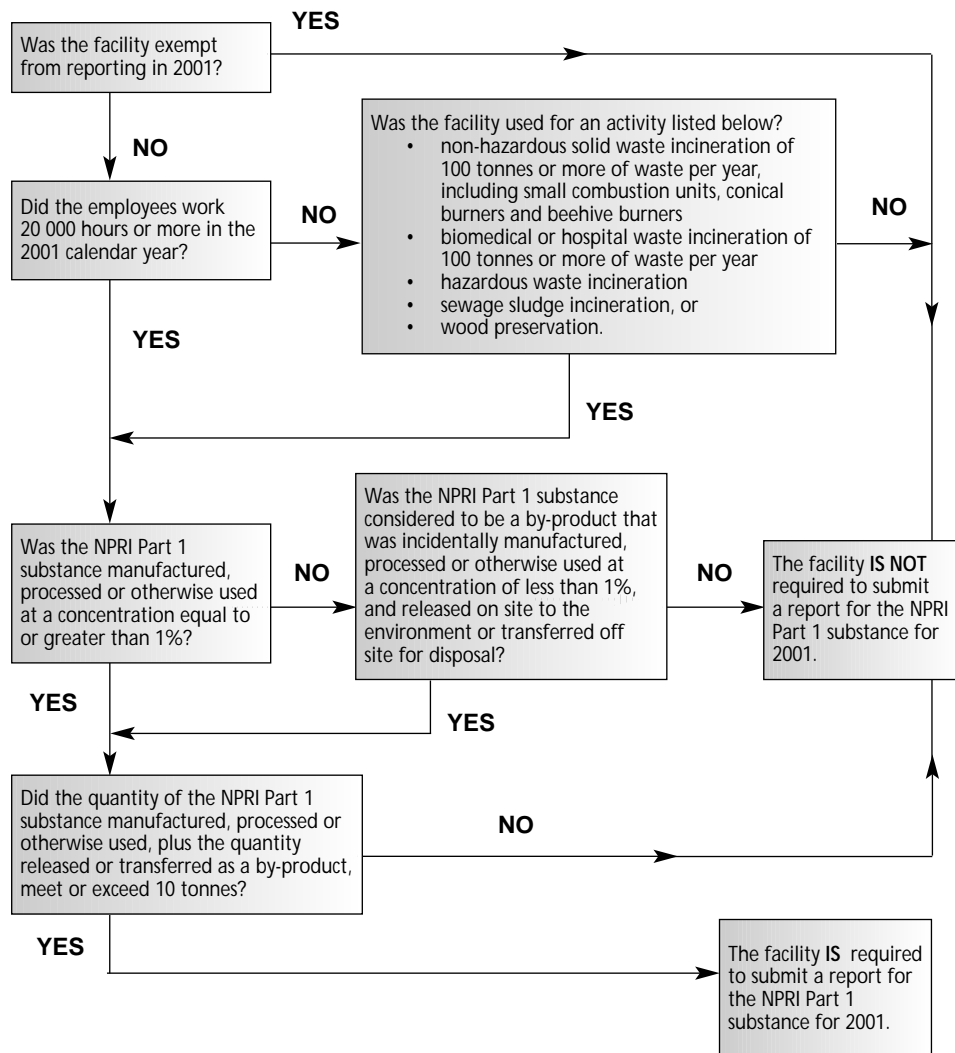 YES
Was the facility exempt
from reporting in 2001?
NO
Was the facility used for an activity listed below?
• non-hazardous solid waste incineration of
100 tonnes or more of waste per year,
including small combustion units, conical
burners and beehive burners
• biomedical or hospital waste incineration of
100 tonnes or more of waste per year
• hazardous waste incineration
• sewage sludge incineration, or
• wood preservation.
NO
Did the employees work
20 000 hours or more in the
2001 calendar year?
NO
YES
YES
Was the NPRI Part 1
substance manufactured,
processed or otherwise used
at a concentration equal to
or greater than 1%?
NO
Was the NPRI Part 1 substance
considered to be a by-product that
was incidentally manufactured,
processed or otherwise used at
a concentration of less than 1%,
and released on site to the
environment or transferred off
site for disposal?
NO
The facility IS NOT
required to submit
a report for the NPRI
Part 1 substance for
2001.
YES
YES
Did the quantity of the NPRI Part 1
substance manufactured, processed or
otherwise used, plus the quantity
released or transferred as a by-product,
meet or exceed 10 tonnes?
NO
YES
The facility IS required
to submit a report for
the NPRI Part 1
substance for 2001.